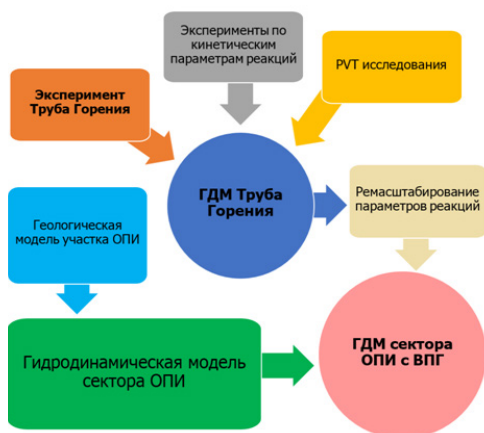 Эксперименты по
кинетическим
параметрам реакций
PVT исследования
Эксперимент
Труба Горения
ГДМ Труба
Горения
Ремасштабирование
параметров реакций
Геологическая
модель участка ОПИ
Гидродинамическая модель
сектора ОПИ
ГДМ сектора
ОПИ с ВПГ